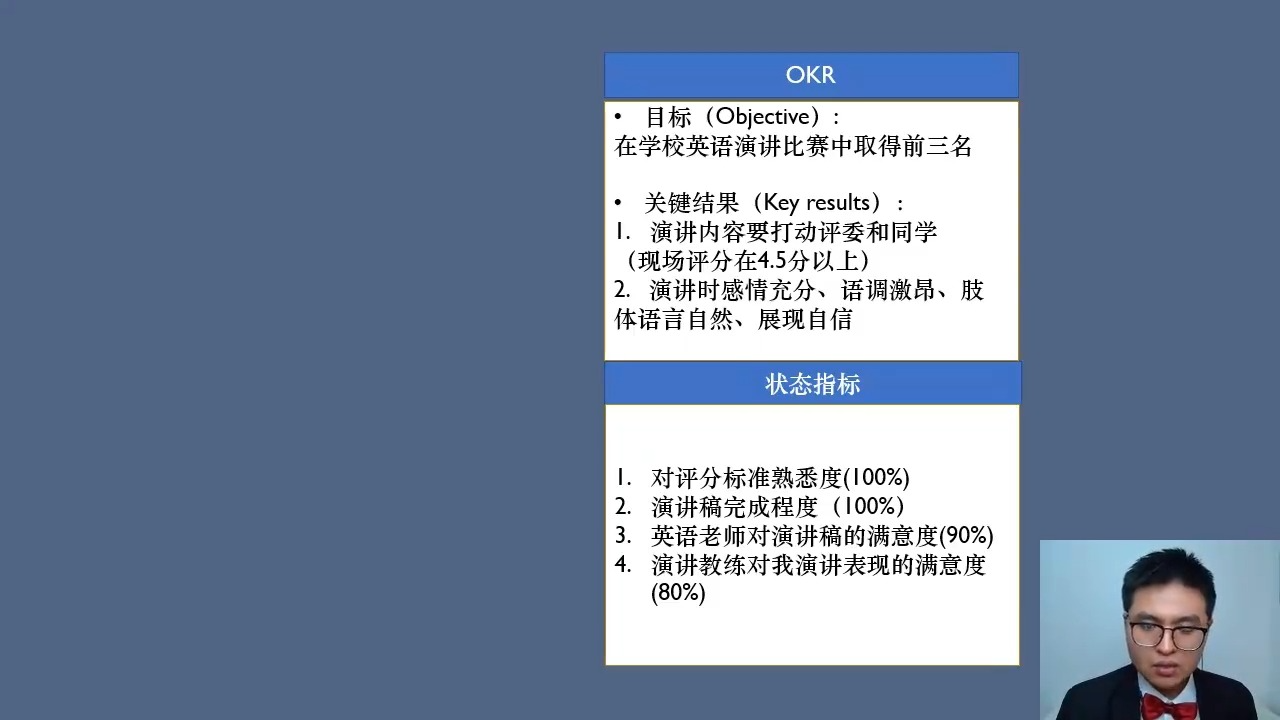 OKR
• 目标（Objective）:
在学校英语演讲比赛中取得前三名
• 关键结果（Key results）:
1. 演讲内容要打动评委和同学
（现场评分在4.5分以上）
2. 演讲时感情充分、语调激昂、肢
体语言自然、展现自信
状态指标
1. 对评分标准熟悉度(100%)
2. 演讲稿完成程度（100%）
3. 英语老师对演讲稿的满意度(90%)
4. 演讲教练对我演讲表现的满意度
(80%)